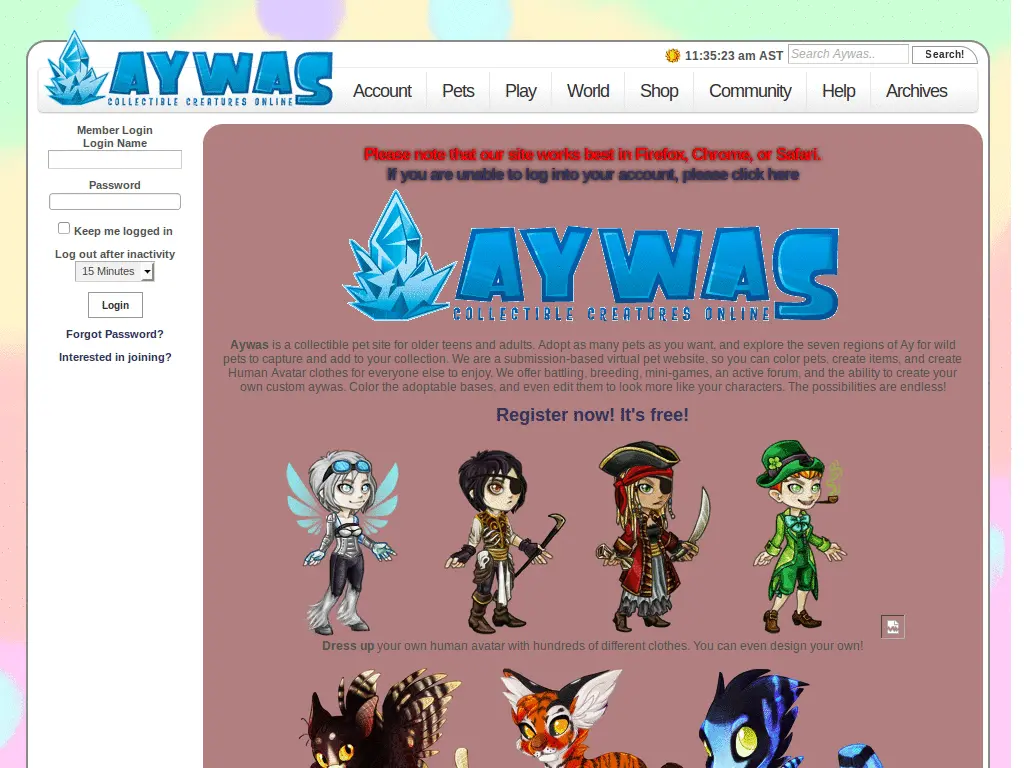 AYWAS
COLLECTIBLE CREATURES ONLINE
11:35:23 am AST
Search Aywas..
Search!
Account Pets Play World Shop Community Help Archives
Member Login
Login Name
Password
Keep me logged in
Log out after inactivity
15 Minutes
Login
Forgot Password?
Interested in joining?
Please note that our site works best in Firefox, Chrome, or Safari.
If you are unable to log into your account, please click here
AYWAS
COLLECTIBLE CREATURES ONLINE
Aywas is a collectible pet site for older teens and adults. Adopt as many pets as you want, and explore the seven regions of Ay for wild
pets to capture and add to your collection. We are a submission-based virtual pet website, so you can color pets, create items, and create
Human Avatar clothes for everyone else to enjoy. We offer battling, breeding, mini-games, an active forum, and the ability to create your
own custom aywas. Color the adoptable bases, and even edit them to look more like your characters. The possibilities are endless!
Register now! It's free!
Dress up your own human avatar with hundreds of different clothes. You can even design your own!